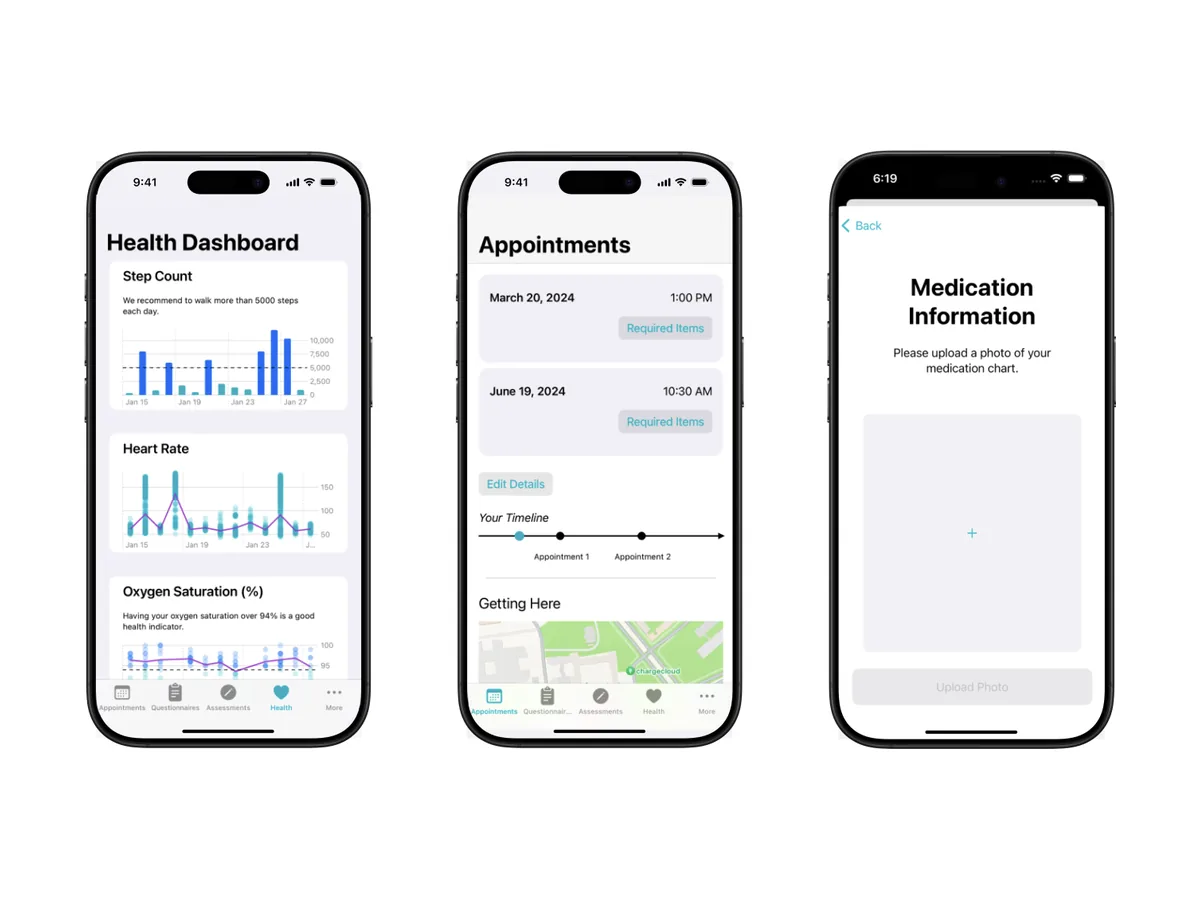 9:41
Health Dashboard
Step Count
We recommend to walk more than 5000 steps
each day.
10,000
7,500
5,000
2,500
0
Jan 15 Jan 19 Jan 23 Jan 27
Heart Rate
150
100
50
Jan 15 Jan 19 Jan 23 J...
Oxygen Saturation (%)
Having your oxygen saturation over 94% is a good
health indicator.
100
95
Appointments Questionnaires Assessments Health More
9:41
Appointments
March 20, 2024 1:00 PM
Required Items
June 19, 2024 10:30 AM
Required Items
Edit Details
Your Timeline
Appointment 1 Appointment 2
Getting Here
chargecloud
Appointments Questionnair... Assessments Health More
6:19
Back
Medication
Information
Please upload a photo of your
medication chart.
+
Upload Photo